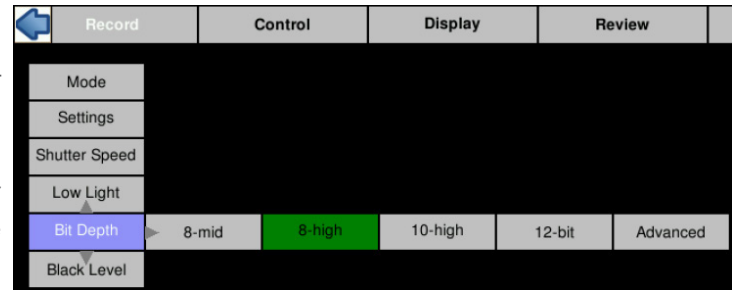 Record Control Display Review
Mode
Settings
Shutter Speed
Low Light
Bit Depth 8-mid 8-high 10-high 12-bit Advanced
Black Level